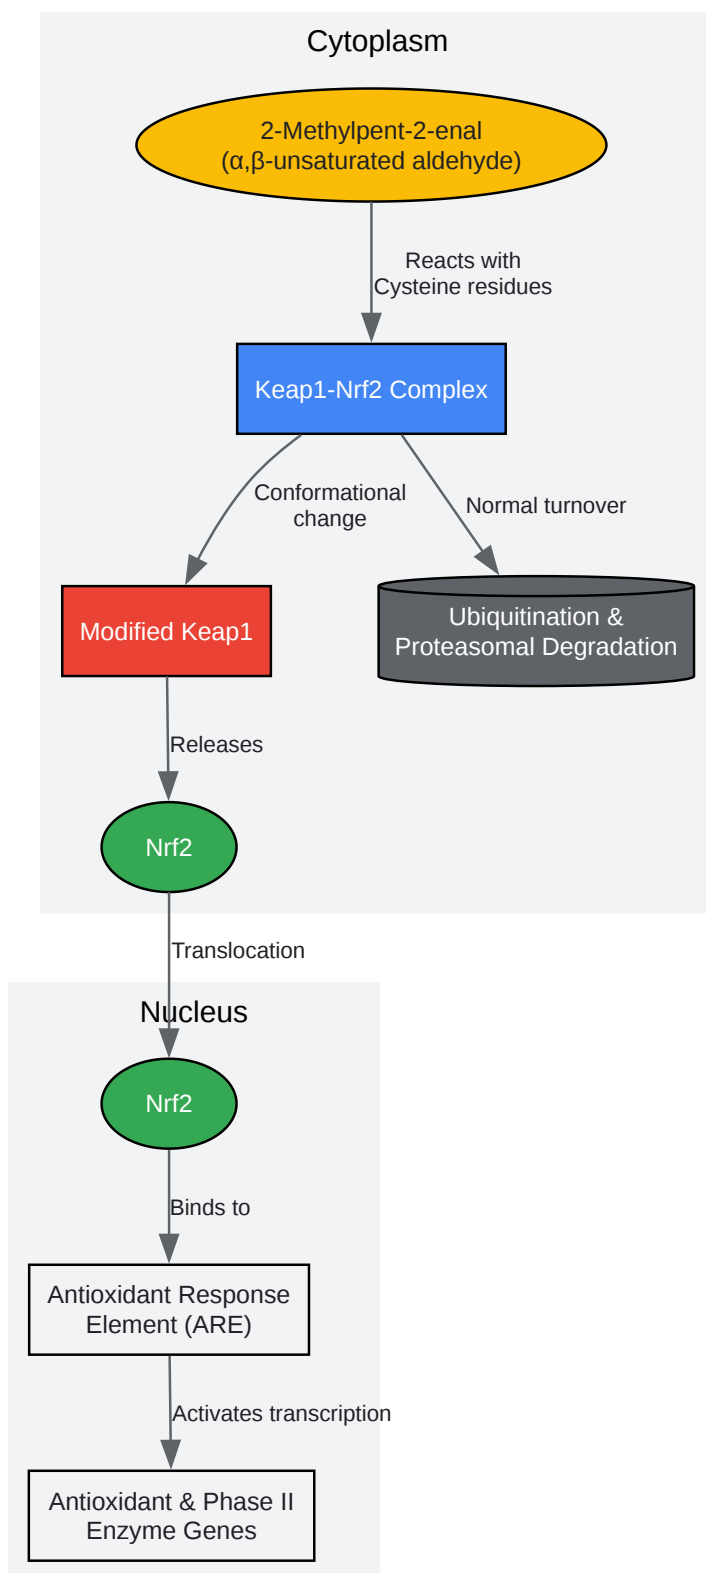 Cytoplasm
2-Methylpent-2-enal
(α,β-unsaturated aldehyde)
Reacts with
Cysteine residues
Keap1-Nrf2 Complex
Conformational
change
Normal turnover
Modified Keap1
Ubiquitination &
Proteasomal Degradation
Releases
Nrf2
Translocation
Nucleus
Nrf2
Binds to
Antioxidant Response
Element (ARE)
Activates transcription
Antioxidant & Phase II
Enzyme Genes